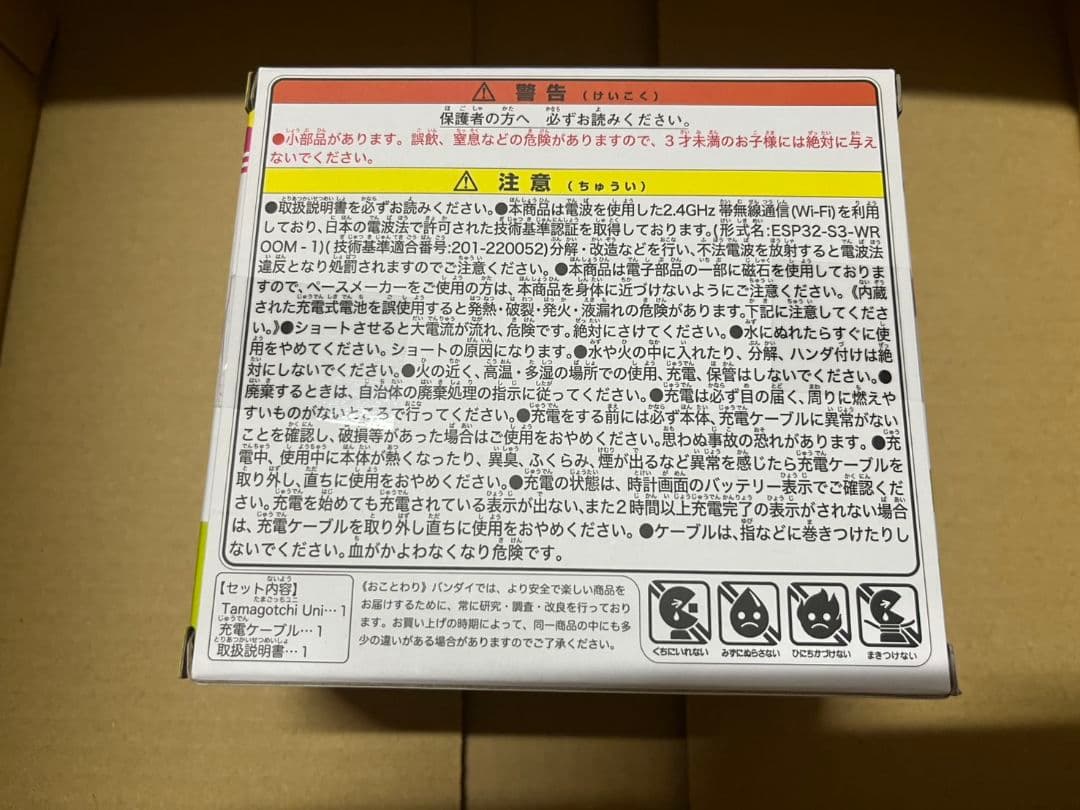 ⚠ 警告 (けいこく)
保護者の方へ 必ずお読みください。
●小部品があります。誤飲、窒息などの危険がありますので、3才未満のお子様には絶対に与え
ないでください。
⚠ 注意 (ちゅうい)
●取扱説明書を必ずお読みください。●本商品は電波を使用した2.4GHz 帯無線通信(Wi-Fi)を利用
しており、日本の電波法で許可された技術基準認証を取得しております。(形式名:ESP32-S3-WR
OOM-1)(技術基準適合番号:201-220052)分解・改造などを行い、不法電波を放射すると電波法
違反となり処罰されますのでご注意ください。●本商品は電子部品の一部に磁石を使用しておりま
すので、ペースメーカーをご使用の方は、本商品を身体に近づけないようにご注意ください。《内蔵
された充電式電池を誤使用すると発熱・破裂・発火・液漏れの危険があります。下記に注意してくださ
い。》●ショートさせると大電流が流れ、危険です。絶対にさけてください。●水にぬれたらすぐに使
用をやめてください。ショートの原因になります。●水や火の中に入れたり、分解、ハンダ付けは絶
対にしないでください。●火の近く、高温・多湿の場所での使用、充電、保管はしないでください。●
廃棄するときは、自治体の廃棄処理の指示に従ってください。●充電は必ず目の届く、周りに燃えや
すいものがないところで行ってください。●充電をする前には必ず本体、充電ケーブルに異常がない
ことを確認し、破損等があった場合はご使用をおやめください。思わぬ事故の恐れがあります。●充
電中、使用中に本体が熱くなったり、異臭、ふくらみ、煙が出るなど異常を感じたら充電ケーブルを
取り外し、直ちに使用をおやめください。●充電の状態は、時計画面のバッテリー表示でご確認くだ
さい。充電を始めても充電されている表示が出ない、また2時間以上充電完了の表示がされない場合
は、充電ケーブルを取り外し直ちに使用をおやめください。●ケーブルは、指などに巻きつけたりし
ないでください。血がかよわなくなり危険です。
【セット内容】
Tamagotchi Uni…1
充電ケーブル…1
取扱説明書…1
《おことわり》バンダイでは、より安全で楽しい商品を
お届けするために、常に研究・調査・改良を行っており
ます。お買い上げの時期によって、同一商品の中にも多
少の違いがある場合がありますのでご了承ください。
くちにいれない
みずにぬらさない
ひにちかづけない
まきつけない